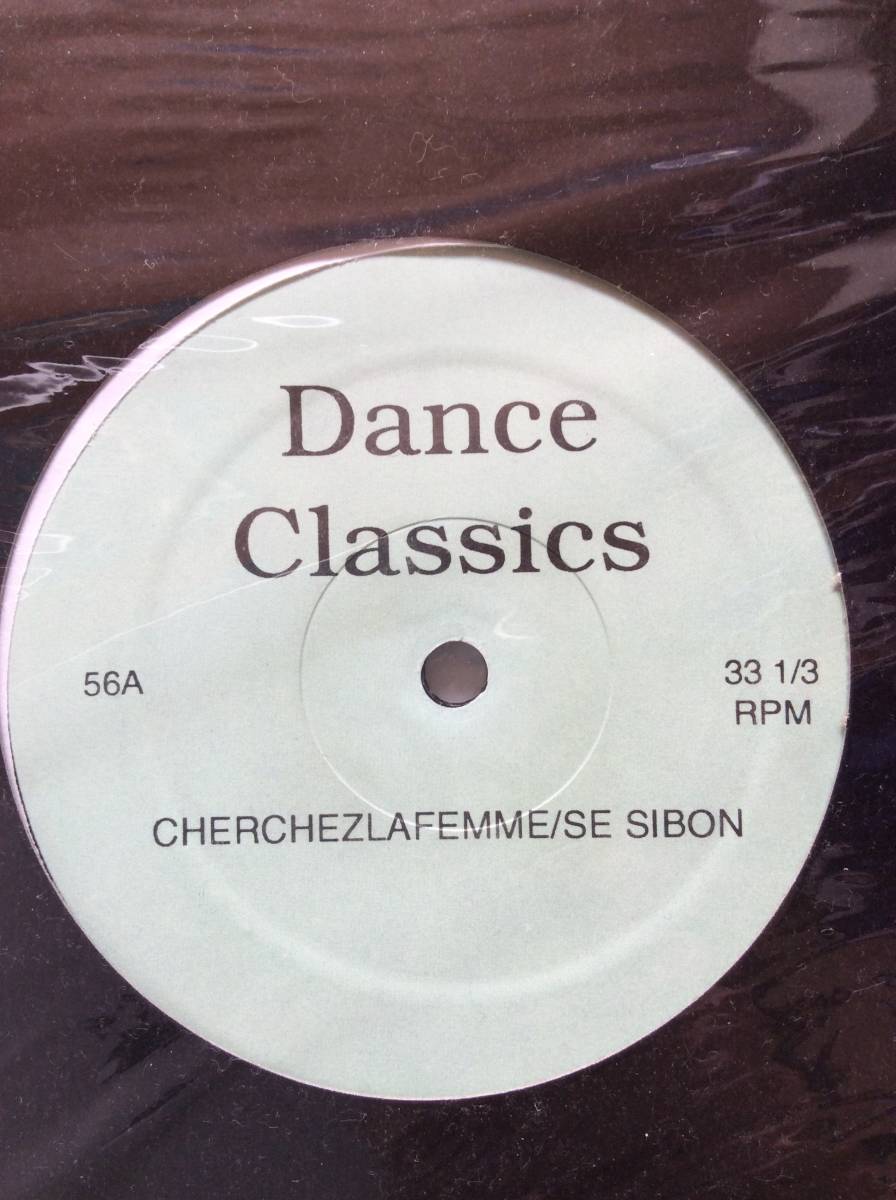 Dance
Classics
56A
33 1/3
RPM
CHERCHEZLAFEMME/SE SIBON